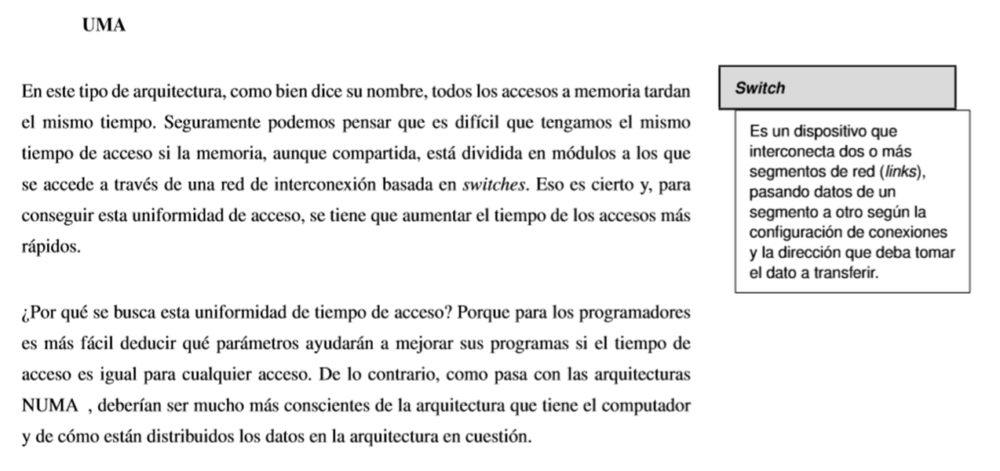 UMA
En este tipo de arquitectura, como bien dice su nombre, todos los accesos a memoria tardan
el mismo tiempo. Seguramente podemos pensar que es difícil que tengamos el mismo
tiempo de acceso si la memoria, aunque compartida, está dividida en módulos a los que
se accede a través de una red de interconexión basada en switches. Eso es cierto y, para
conseguir esta uniformidad de acceso, se tiene que aumentar el tiempo de los accesos más
rápidos.
¿Por qué se busca esta uniformidad de tiempo de acceso? Porque para los programadores
es más fácil deducir qué parámetros ayudarán a mejorar sus programas si el tiempo de
acceso es igual para cualquier acceso. De lo contrario, como pasa con las arquitecturas
NUMA , deberían ser mucho más conscientes de la arquitectura que tiene el computador
y de cómo están distribuidos los datos en la arquitectura en cuestión.
Switch
Es un dispositivo que
interconecta dos o más
segmentos de red (links),
pasando datos de un
segmento a otro según la
configuración de conexiones
y la dirección que deba tomar
el dato a transferir.